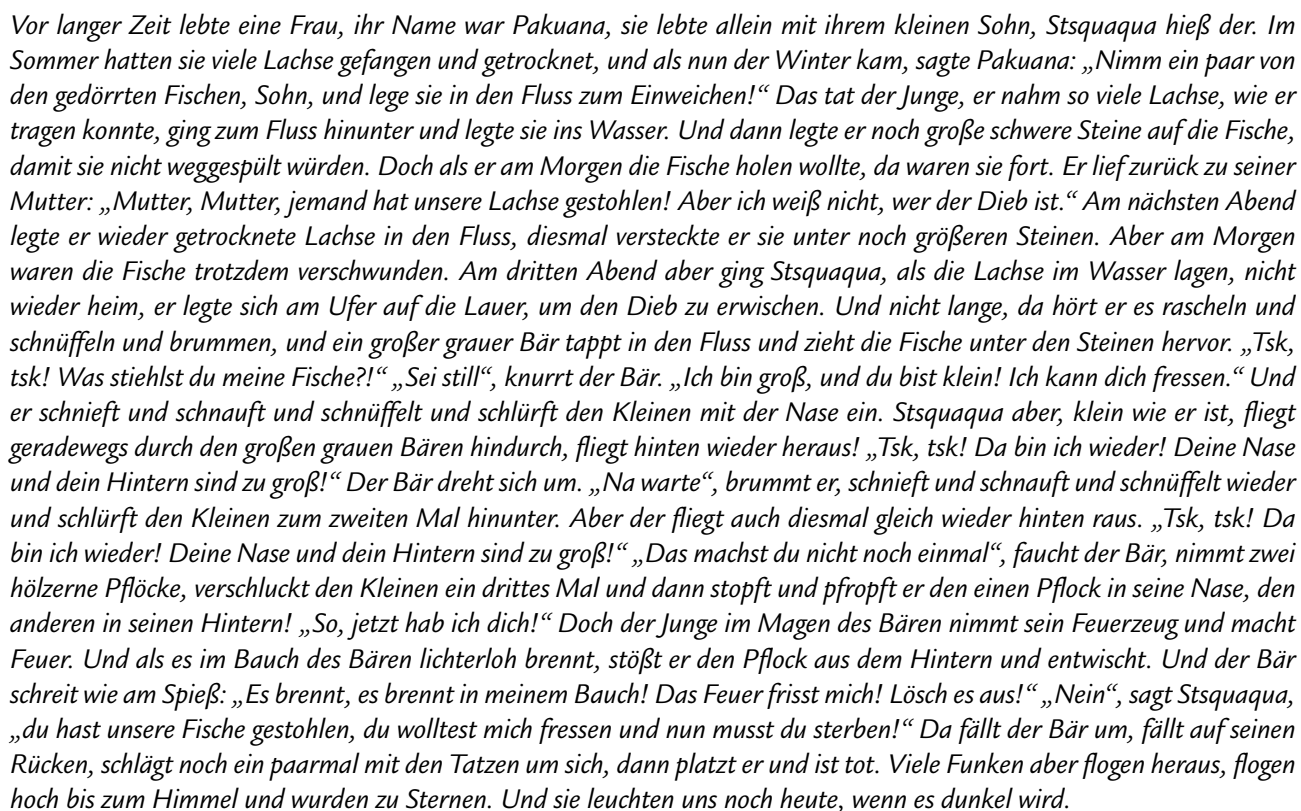 Vor langer Zeit lebte eine Frau, ihr Name war Pakuana, sie lebte allein mit ihrem kleinen Sohn, Stsquaqua hieß der. Im
Sommer hatten sie viele Lachse gefangen und getrocknet, und als nun der Winter kam, sagte Pakuana: „Nimm ein paar von
den gedörrten Fischen, Sohn, und lege sie in den Fluss zum Einweichen!“ Das tat der Junge, er nahm so viele Lachse, wie er
tragen konnte, ging zum Fluss hinunter und legte sie ins Wasser. Und dann legte er noch große schwere Steine auf die Fische,
damit sie nicht weggespült würden. Doch als er am Morgen die Fische holen wollte, da waren sie fort. Er lief zurück zu seiner
Mutter: „Mutter, Mutter, jemand hat unsere Lachse gestohlen! Aber ich weiß nicht, wer der Dieb ist.“ Am nächsten Abend
legte er wieder getrocknete Lachse in den Fluss, diesmal versteckte er sie unter noch größeren Steinen. Aber am Morgen
waren die Fische trotzdem verschwunden. Am dritten Abend aber ging Stsquaqua, als die Lachse im Wasser lagen, nicht
wieder heim, er legte sich am Ufer auf die Lauer, um den Dieb zu erwischen. Und nicht lange, da hört er es rascheln und
schnüffeln und brummen, und ein großer grauer Bär tappt in den Fluss und zieht die Fische unter den Steinen hervor. „Tsk,
tsk! Was stiehlst du meine Fische?!“ „Sei still“, knurrt der Bär. „Ich bin groß, und du bist klein! Ich kann dich fressen.“ Und
er schnieft und schnauft und schnüffelt und schlürft den Kleinen mit der Nase ein. Stsquaqua aber, klein wie er ist, fliegt
geradewegs durch den großen grauen Bären hindurch, fliegt hinten wieder heraus! „Tsk, tsk! Da bin ich wieder! Deine Nase
und dein Hintern sind zu groß!“ Der Bär dreht sich um. „Na warte“, brummt er, schnieft und schnauft und schnüffelt wieder
und schlürft den Kleinen zum zweiten Mal hinunter. Aber der fliegt auch diesmal gleich wieder hinten raus. „Tsk, tsk! Da
bin ich wieder! Deine Nase und dein Hintern sind zu groß!“ „Das machst du nicht noch einmal“, faucht der Bär, nimmt zwei
hölzerne Pflöcke, verschluckt den Kleinen ein drittes Mal und dann stopft und pfropft er den einen Pflock in seine Nase, den
anderen in seinen Hintern! „So, jetzt hab ich dich!“ Doch der Junge im Magen des Bären nimmt sein Feuerzeug und macht
Feuer. Und als es im Bauch des Bären lichterloh brennt, stößt er den Pflock aus dem Hintern und entwischt. Und der Bär
schreit wie am Spieß: „Es brennt, es brennt in meinem Bauch! Das Feuer frisst mich! Lösch es aus!“ „Nein“, sagt Stsquaqua,
„du hast unsere Fische gestohlen, du wolltest mich fressen und nun musst du sterben!“ Da fällt der Bär um, fällt auf seinen
Rücken, schlägt noch ein paarmal mit den Tatzen um sich, dann platzt er und ist tot. Viele Funken aber flogen heraus, flogen
hoch bis zum Himmel und wurden zu Sternen. Und sie leuchten uns noch heute, wenn es dunkel wird.